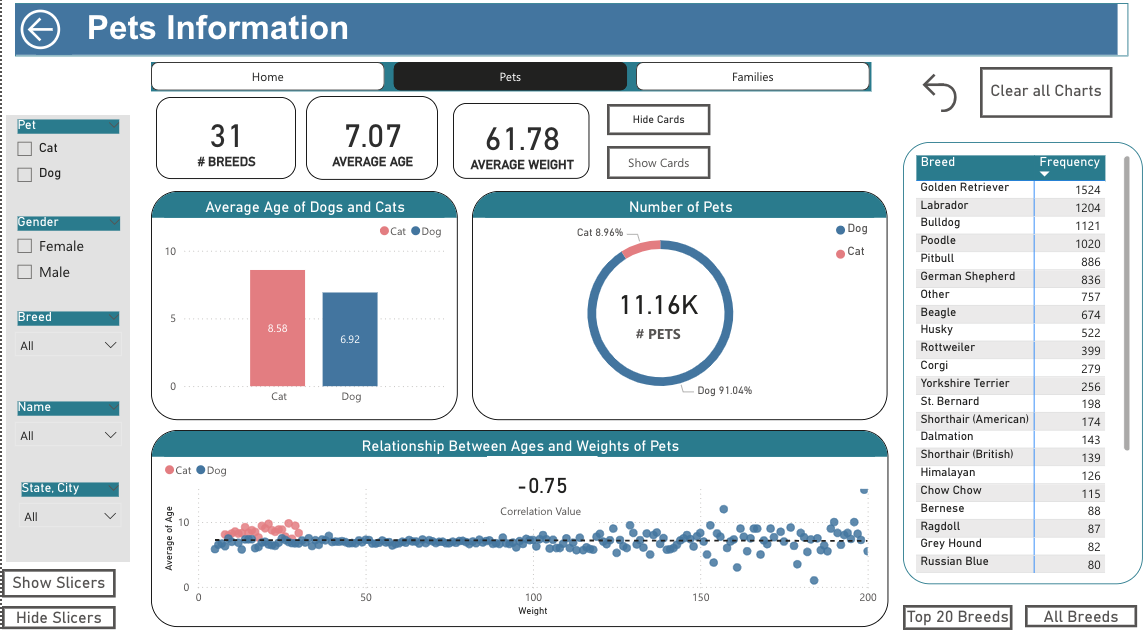 Pets Information
Home
Pets
Families
Clear all Charts
31
# BREEDS
7.07
AVERAGE AGE
61.78
AVERAGE WEIGHT
Hide Cards
Show Cards
Pet
Cat
Dog
Gender
Female
Male
Breed
All
Name
All
State, City
All
Show Slicers
Hide Slicers
Average Age of Dogs and Cats
Cat Dog
10
5
0
8.58
6.92
Cat
Dog
Number of Pets
Dog
Cat
Cat 8.96%
11.16K
# PETS
Dog 91.04%
Relationship Between Ages and Weights of Pets
Cat Dog
-0.75
Correlation Value
Average of Age
10
0
0 50 100 150 200
Weight
Breed Frequency
Golden Retriever 1524
Labrador 1204
Bulldog 1121
Poodle 1020
Pitbull 886
German Shepherd 836
Other 757
Beagle 674
Husky 522
Rottweiler 399
Corgi 279
Yorkshire Terrier 256
St. Bernard 198
Shorthair (American) 174
Dalmation 143
Shorthair (British) 139
Himalayan 126
Chow Chow 115
Bernese 88
Ragdoll 87
Grey Hound 82
Russian Blue 80
Top 20 Breeds
All Breeds